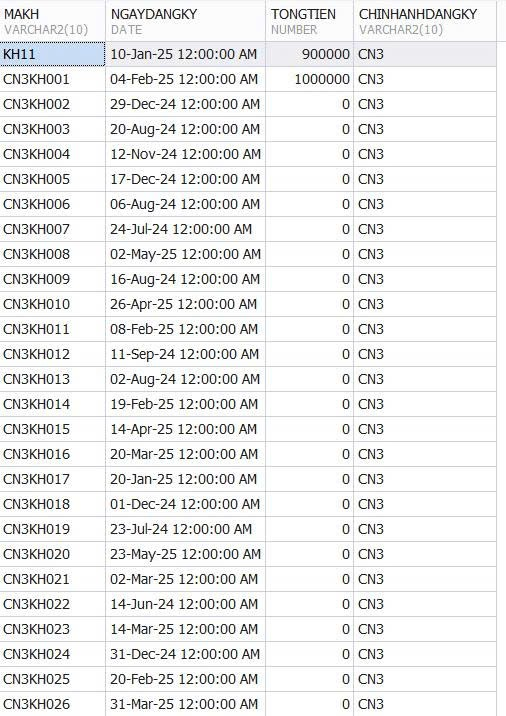 MAKH NGAYDANGKY TONGTIEN CHINHANHDANGKY
VARCHAR2(10) DATE NUMBER VARCHAR2(10)
KH11 10-Jan-25 12:00:00 AM 900000 CN3
CN3KH001 04-Feb-25 12:00:00 AM 1000000 CN3
CN3KH002 29-Dec-24 12:00:00 AM 0 CN3
CN3KH003 20-Aug-24 12:00:00 AM 0 CN3
CN3KH004 12-Nov-24 12:00:00 AM 0 CN3
CN3KH005 17-Dec-24 12:00:00 AM 0 CN3
CN3KH006 06-Aug-24 12:00:00 AM 0 CN3
CN3KH007 24-Jul-24 12:00:00 AM 0 CN3
CN3KH008 02-May-25 12:00:00 AM 0 CN3
CN3KH009 16-Aug-24 12:00:00 AM 0 CN3
CN3KH010 26-Apr-25 12:00:00 AM 0 CN3
CN3KH011 08-Feb-25 12:00:00 AM 0 CN3
CN3KH012 11-Sep-24 12:00:00 AM 0 CN3
CN3KH013 02-Aug-24 12:00:00 AM 0 CN3
CN3KH014 19-Feb-25 12:00:00 AM 0 CN3
CN3KH015 14-Apr-25 12:00:00 AM 0 CN3
CN3KH016 20-Mar-25 12:00:00 AM 0 CN3
CN3KH017 20-Jan-25 12:00:00 AM 0 CN3
CN3KH018 01-Dec-24 12:00:00 AM 0 CN3
CN3KH019 23-Jul-24 12:00:00 AM 0 CN3
CN3KH020 23-May-25 12:00:00 AM 0 CN3
CN3KH021 02-Mar-25 12:00:00 AM 0 CN3
CN3KH022 14-Jun-24 12:00:00 AM 0 CN3
CN3KH023 14-Mar-25 12:00:00 AM 0 CN3
CN3KH024 31-Dec-24 12:00:00 AM 0 CN3
CN3KH025 20-Feb-25 12:00:00 AM 0 CN3
CN3KH026 31-Mar-25 12:00:00 AM 0 CN3